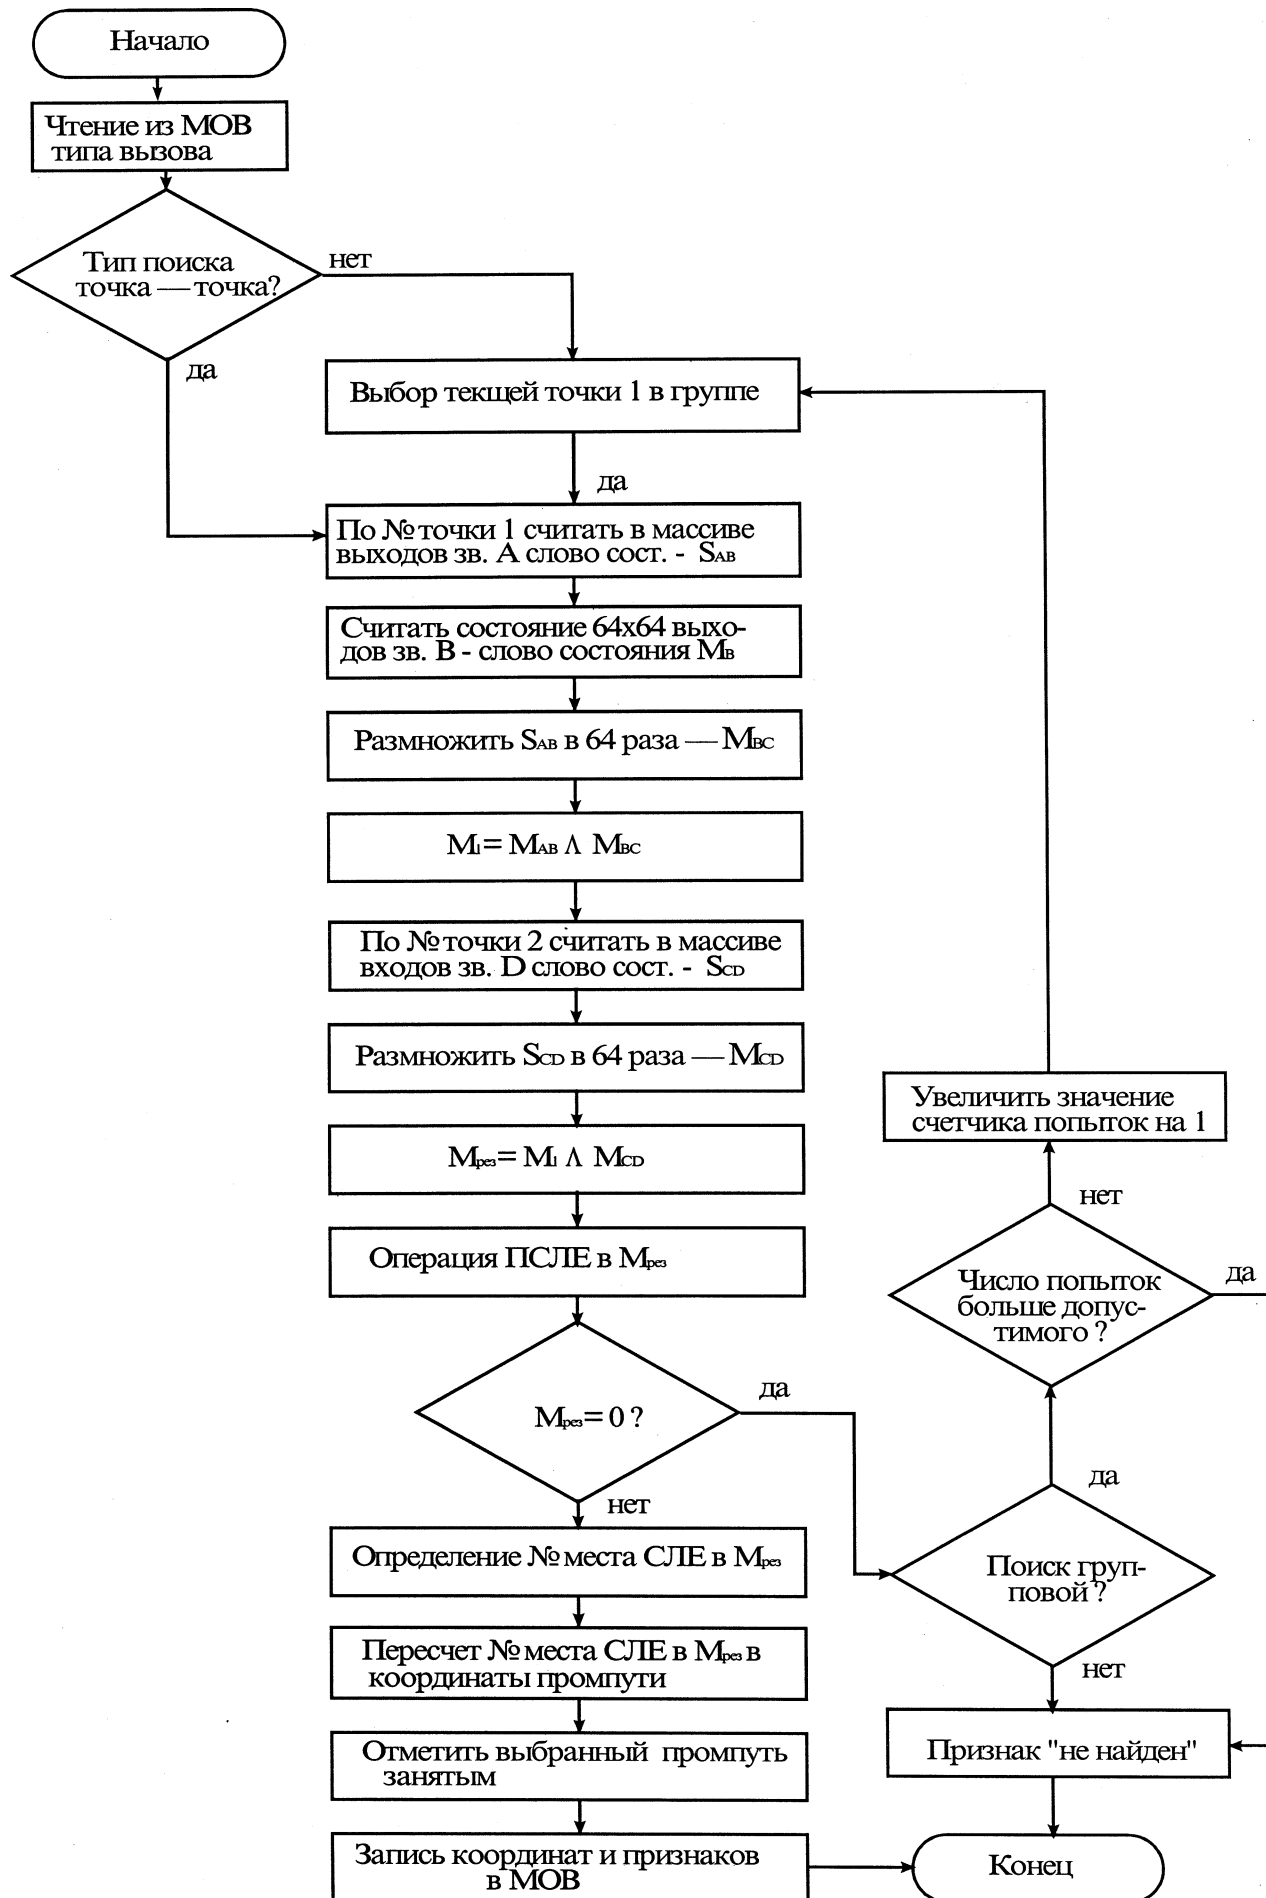 Начало
Чтение из МОВ
типа вызова
Тип поиска
точка — точка?
нет
да
Выбор текщей точки 1 в группе
да
По № точки 1 считать в массиве
выходов зв. А слово сост. - SAB
Считать состояние 64x64 выхо-
дов зв. В - слово состояния MB
Размножить SAB в 64 раза — MBC
M1= MAB Λ MBC
По № точки 2 считать в массиве
входов зв. D слово сост. - SCD
Размножить SCD в 64 раза — MCD
Mрез= M1 Λ MCD
Операция ПСЛЕ в Mрез
Mрез= 0 ?
да
нет
Определение № места СЛЕ в Mрез
Пересчет № места СЛЕ в Mрез в
координаты промпути
Отметить выбранный промпуть
занятым
Запись координат и признаков
в МОВ
Увеличить значение
счетчика попыток на 1
нет
Число попыток
больше допус-
тимого ?
да
да
Поиск груп-
повой ?
нет
Признак "не найден"
Конец